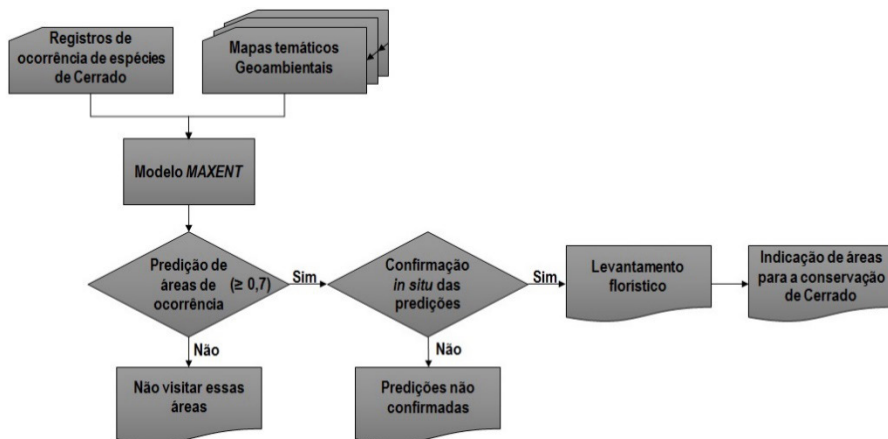 Registros de
ocorrência de espécies
de Cerrado
Mapas temáticos
Geoambientais
Modelo MAXENT
Predição de
áreas de (≥ 0,7)
ocorrência
Sim
Confirmação
in situ das
predições
Sim
Levantamento
floristico
Indicação de áreas
para a conservação
de Cerrado
Não
Não
Não visitar essas
áreas
Predições não
confirmadas